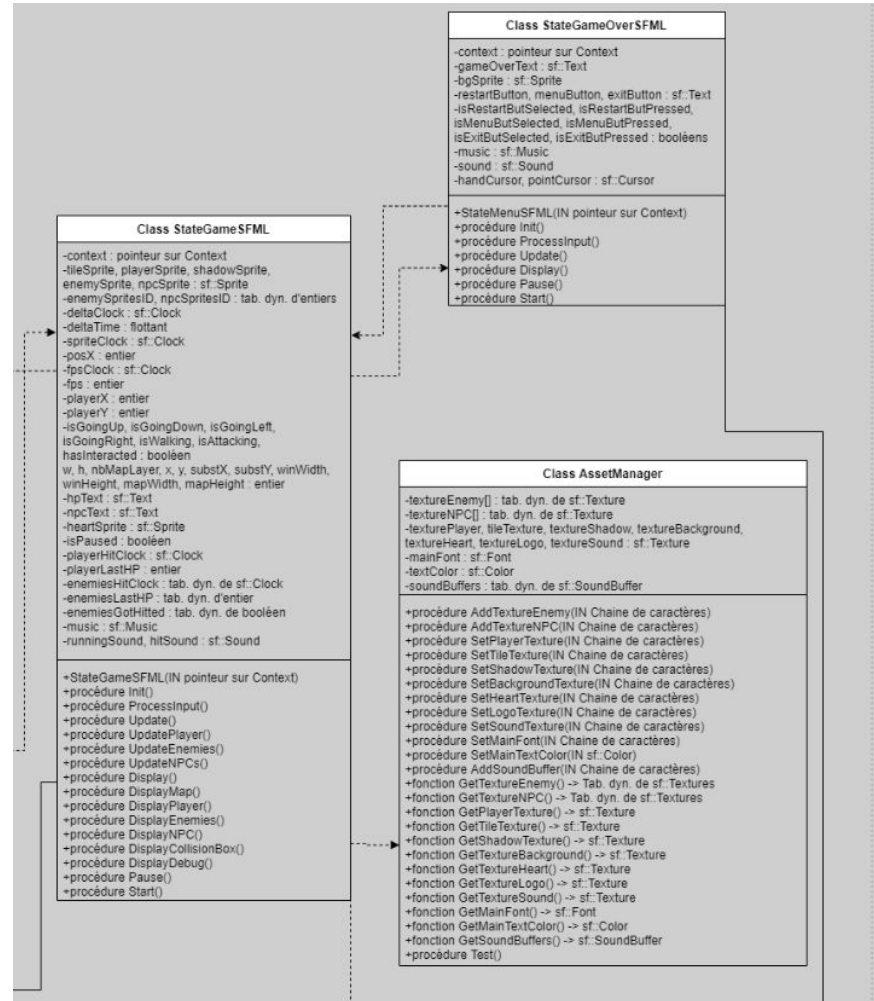 Class StateGameOverSFML
-context : pointeur sur Context
-gameOverText : sf::Text
-bgSprite : sf::Sprite
-restartButton, menuButton, exitButton : sf::Text
-isRestartButSelected, isRestartButPressed,
isMenuButSelected, isMenuButPressed,
isExitButSelected, isExitButPressed : booléens
-music : sf::Music
-sound : sf::Sound
-handCursor, pointCursor : sf::Cursor
+StateMenuSFML(IN pointeur sur Context)
+procédure Init()
+procédure ProcessInput()
+procédure Update()
+procédure Display()
+procédure Pause()
+procédure Start()
Class StateGameSFML
-context : pointeur sur Context
-tileSprite, playerSprite, shadowSprite,
enemySprite, npcSprite : sf::Sprite
-enemySpritesID, npcSpritesID : tab. dyn. d'entiers
-deltaClock : sf::Clock
-deltaTime : flottant
-spriteClock : sf::Clock
-posX : entier
-fpsClock : sf::Clock
-fps : entier
-playerX : entier
-playerY : entier
-isGoingUp, isGoingDown, isGoingLeft,
isGoingRight, isWalking, isAttacking,
hasInteracted : booléen
w, h, nbMapLayer, x, y, substX, substY, winWidth,
winHeight, mapWidth, mapHeight : entier
-hpText : sf::Text
-npcText : sf::Text
-heartSprite : sf::Sprite
-isPaused : booléen
-playerHitClock : sf::Clock
-playerLastHP : entier
-enemiesHitClock : tab. dyn. de sf::Clock
-enemiesLastHP : tab. dyn. d'entier
-enemiesGotHitted : tab. dyn. de booléen
-music : sf::Music
-runningSound, hitSound : sf::Sound
+StateGameSFML(IN pointeur sur Context)
+procédure Init()
+procédure ProcessInput()
+procédure Update()
+procédure UpdatePlayer()
+procédure UpdateEnemies()
+procédure UpdateNPCs()
+procédure Display()
+procédure DisplayMap()
+procédure DisplayPlayer()
+procédure DisplayEnemies()
+procédure DisplayNPC()
+procédure DisplayCollisionBox()
+procédure DisplayDebug()
+procédure Pause()
+procédure Start()
Class AssetManager
-textureEnemy[] : tab. dyn. de sf::Texture
-textureNPC[] : tab. dyn. de sf::Texture
-texturePlayer, tileTexture, textureShadow, textureBackground,
textureHeart, textureLogo, textureSound : sf::Texture
-mainFont : sf::Font
-textColor : sf::Color
-soundBuffers : tab. dyn. de sf::SoundBuffer
+procédure AddTextureEnemy(IN Chaine de caractères)
+procédure AddTextureNPC(IN Chaine de caractères)
+procédure SetPlayerTexture(IN Chaine de caractères)
+procédure SetTileTexture(IN Chaine de caractères)
+procédure SetShadowTexture(IN Chaine de caractères)
+procédure SetBackgroundTexture(IN Chaine de caractères)
+procédure SetHeartTexture(IN Chaine de caractères)
+procédure SetLogoTexture(IN Chaine de caractères)
+procédure SetSoundTexture(IN Chaine de caractères)
+procédure SetMainFont(IN Chaine de caractères)
+procédure SetMainTextColor(IN sf::Color)
+procédure AddSoundBuffer(IN Chaine de caractères)
+fonction GetTextureEnemy() -> Tab. dyn. de sf::Textures
+fonction GetTextureNPC() -> Tab. dyn. de sf::Textures
+fonction GetPlayerTexture() -> sf::Texture
+fonction GetTileTexture() -> sf::Texture
+fonction GetShadowTexture() -> sf::Texture
+fonction GetTextureBackground() -> sf::Texture
+fonction GetTextureHeart() -> sf::Texture
+fonction GetTextureLogo() -> sf::Texture
+fonction GetTextureSound() -> sf::Texture
+fonction GetMainFont() -> sf::Font
+fonction GetMainTextColor() -> sf::Color
+fonction GetSoundBuffers() -> sf::SoundBuffer
+procédure Test()